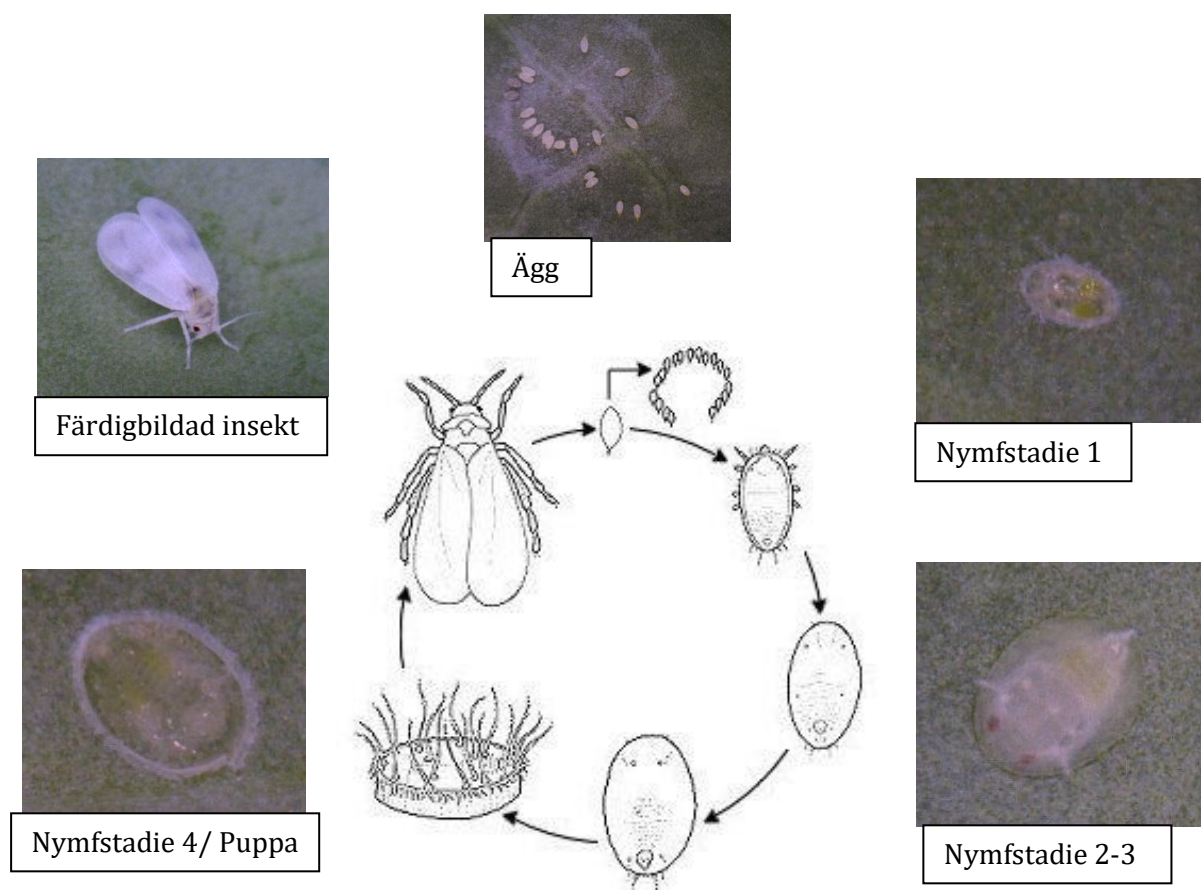 Ägg
Färdigbildad insekt
Nymfstadie 1
Nymfstadie 4/ Puppa
Nymfstadie 2-3